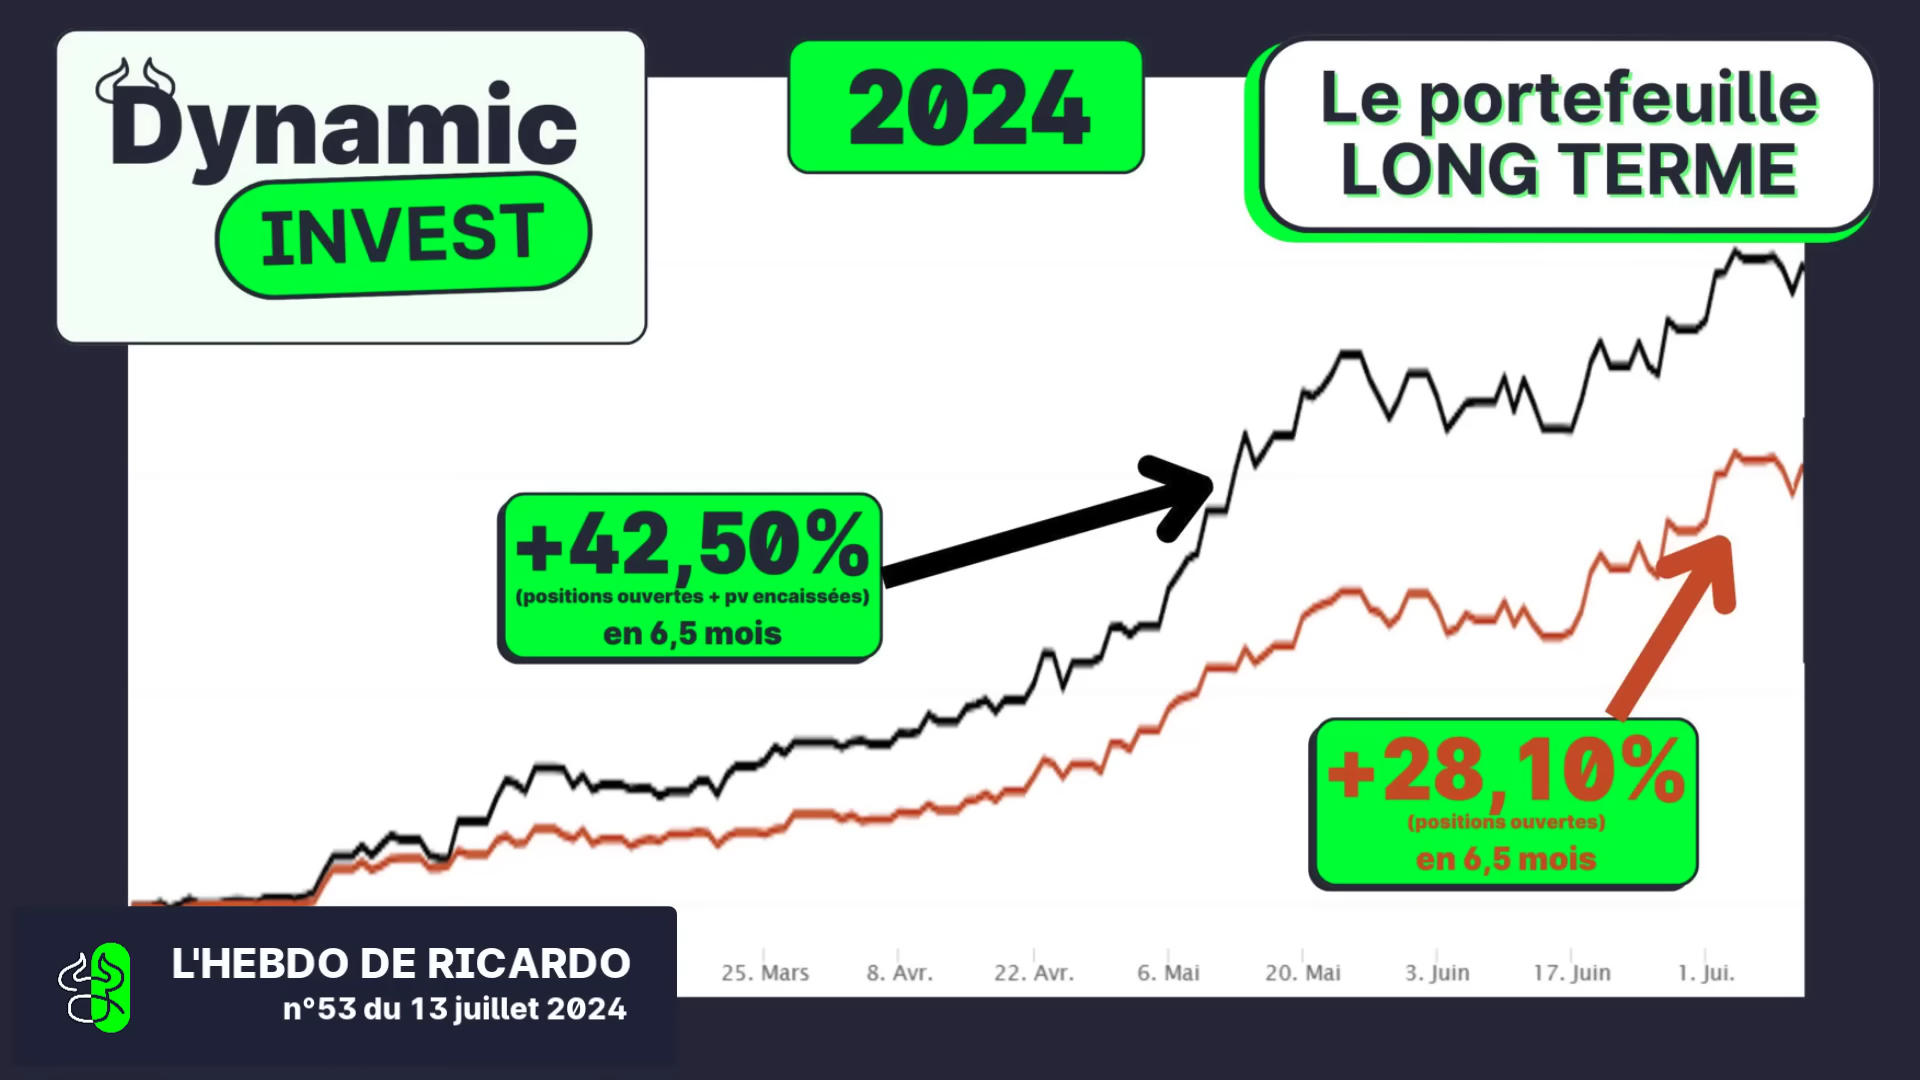 Dynamic
INVEST
2024
Le portefeuille
LONG TERME
+42,50%
(positions ouvertes + pv encaissées)
en 6,5 mois
+28,10%
(positions ouvertes)
en 6,5 mois
25. Mars
8. Avr.
22. Avr.
6. Mai
20. Mai
3. Juin
17. Juin
1. Jui.
L'HEBDO DE RICARDO
n°53 du 13 juillet 2024